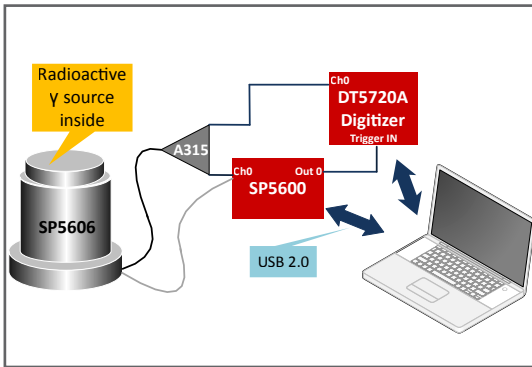 Radioactive
γ source
inside
SP5606
A315
Ch0
DT5720A
Digitizer
Trigger IN
Ch0
Out 0
SP5600
USB 2.0